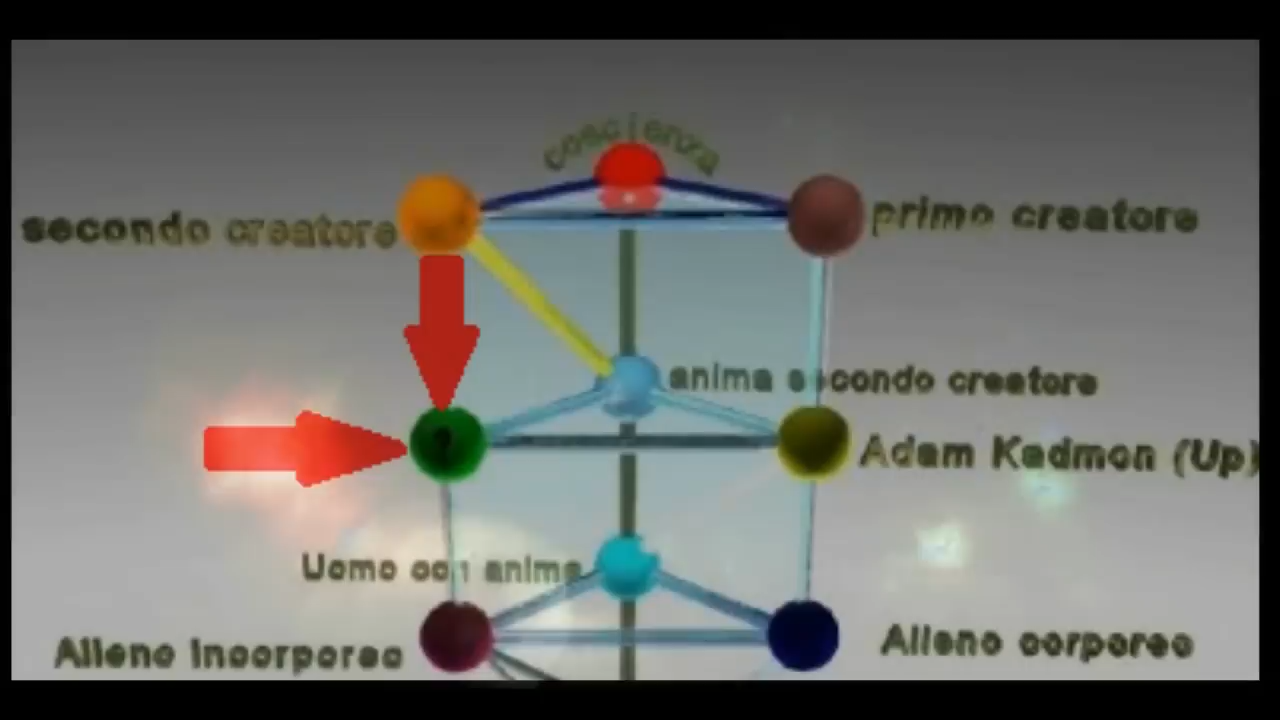 coscienza
secondo creatore
primo creatore
anima secondo creatore
?
Adam Kadmon (Up)
Uomo con anima
Alieno incorporeo
Alieno corporeo